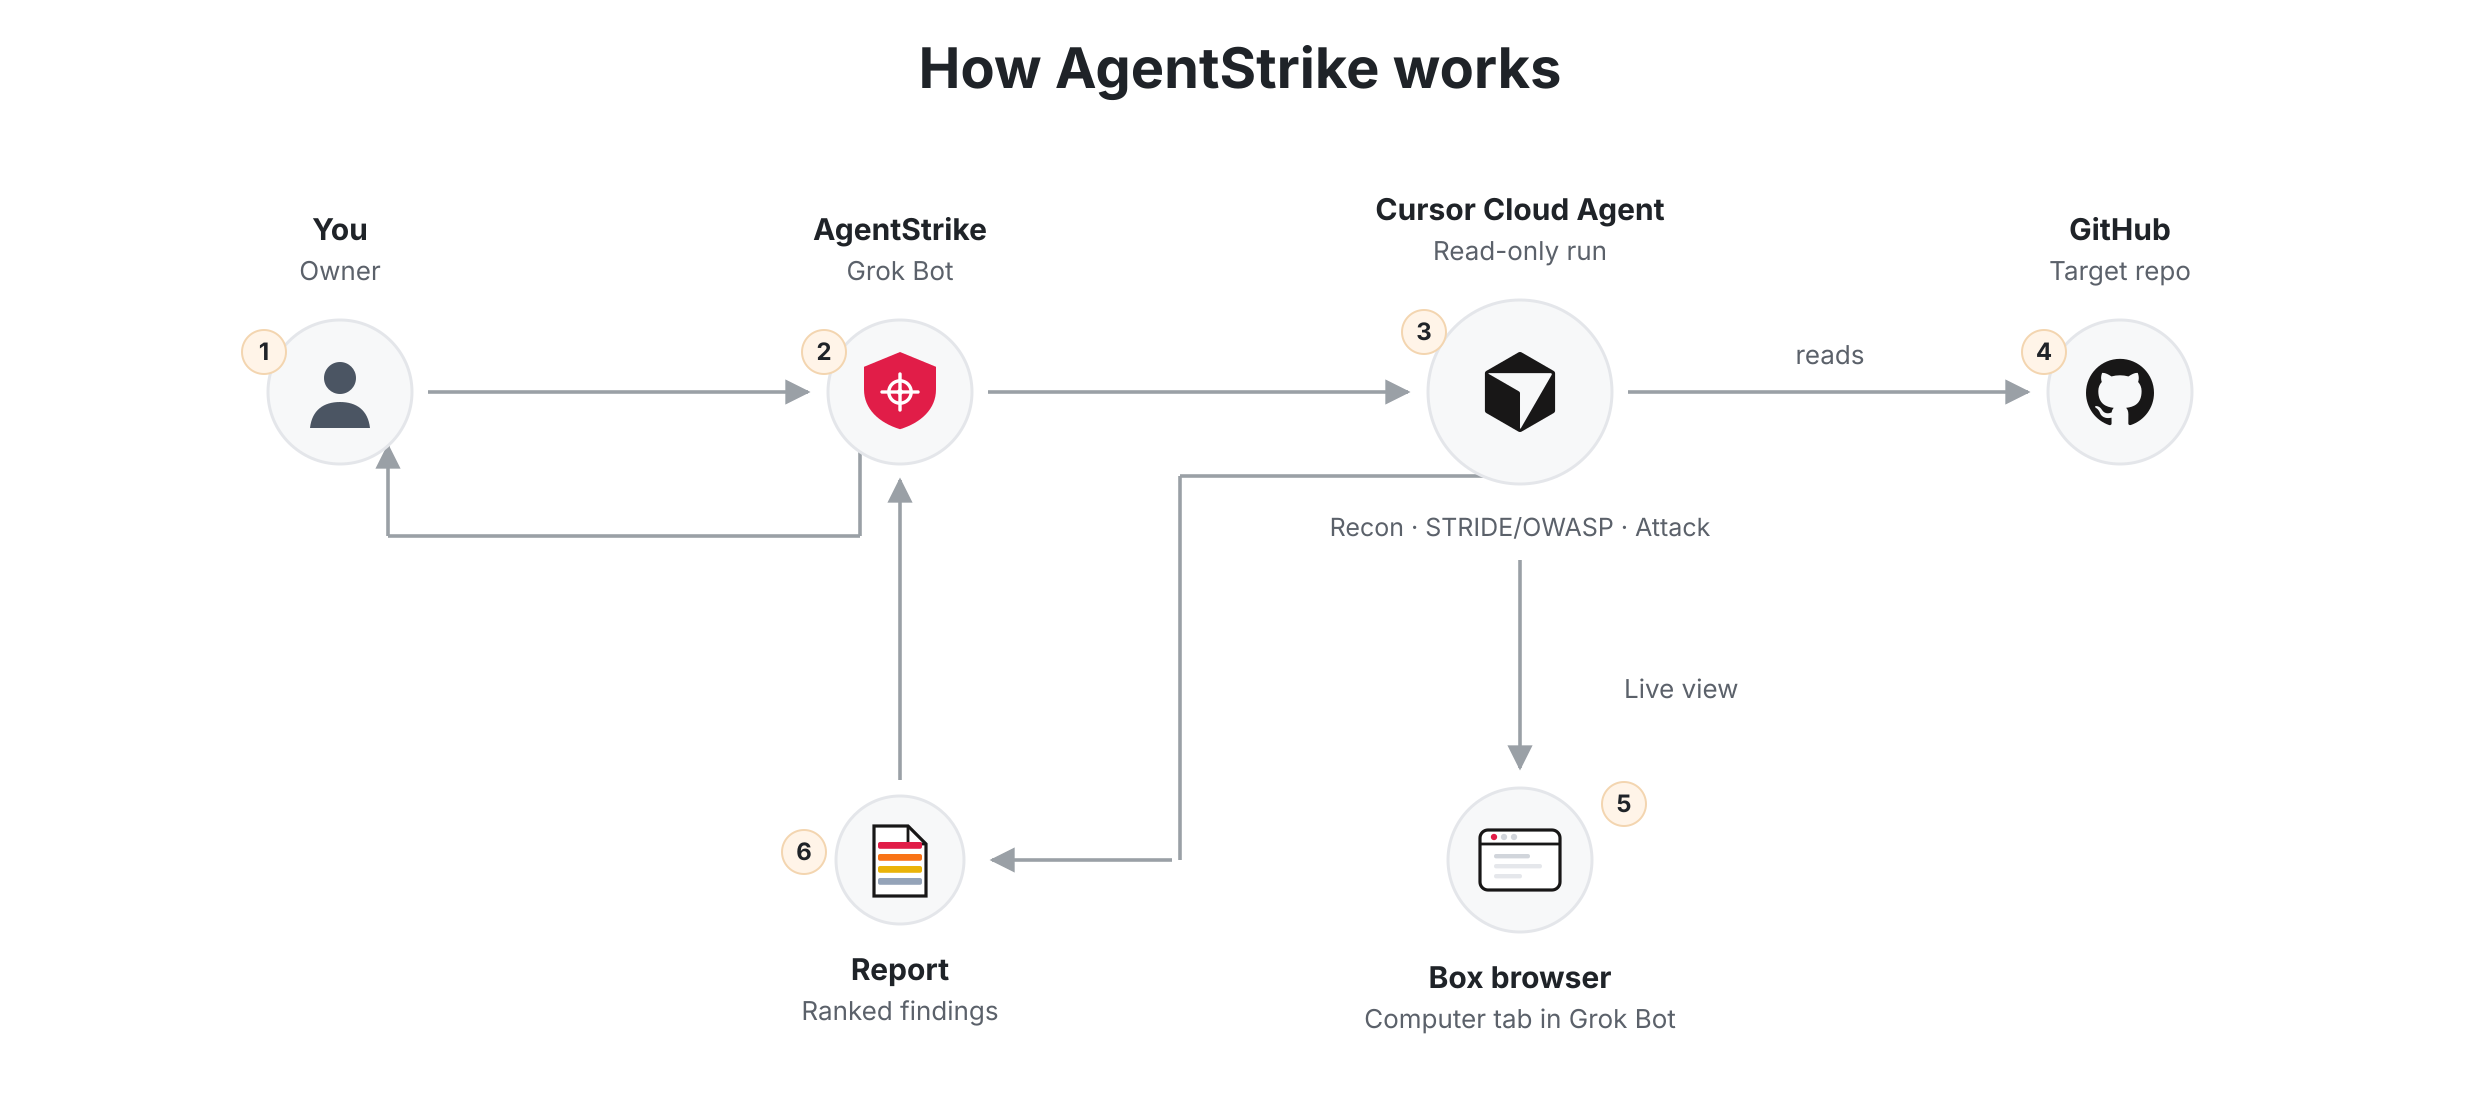 How AgentStrike works
You
Owner
1
AgentStrike
Grok Bot
2
Cursor Cloud Agent
Read-only run
3
reads
GitHub
Target repo
4
Recon · STRIDE/OWASP · Attack
Live view
5
Box browser
Computer tab in Grok Bot
6
Report
Ranked findings